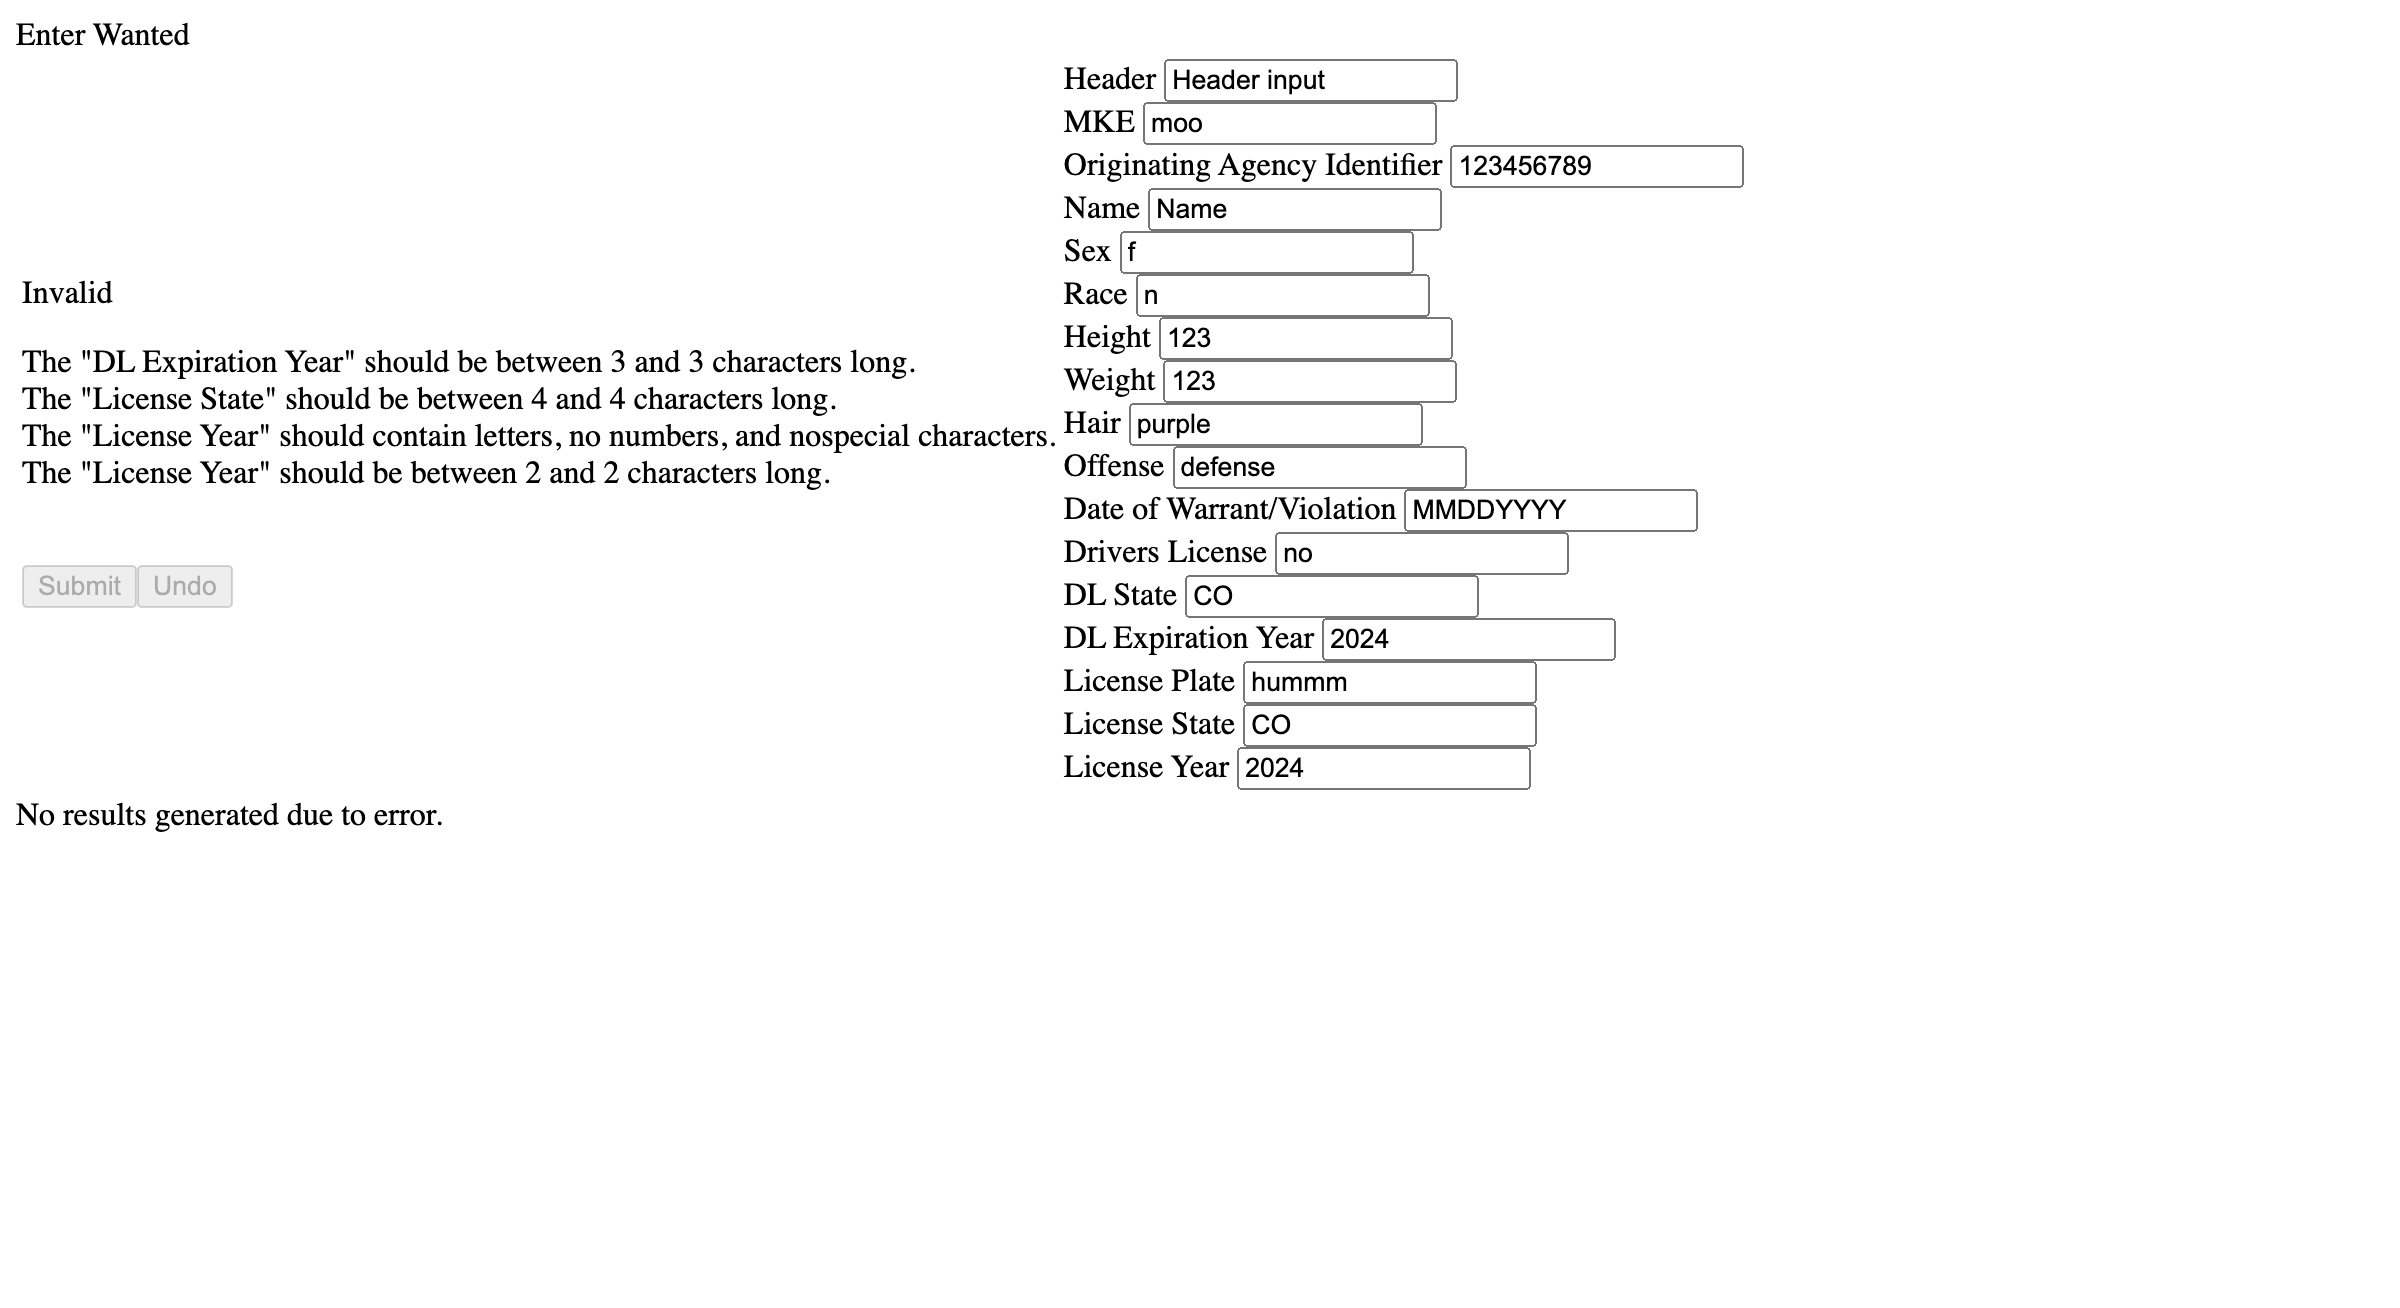 Enter Wanted
Invalid
The "DL Expiration Year" should be between 3 and 3 characters long.
The "License State" should be between 4 and 4 characters long.
The "License Year" should contain letters, no numbers, and nospecial characters.
The "License Year" should be between 2 and 2 characters long.
Submit Undo
Header Header input
MKE moo
Originating Agency Identifier 123456789
Name Name
Sex f
Race n
Height 123
Weight 123
Hair purple
Offense defense
Date of Warrant/Violation MMDDYYYY
Drivers License no
DL State CO
DL Expiration Year 2024
License Plate hummm
License State CO
License Year 2024
No results generated due to error.